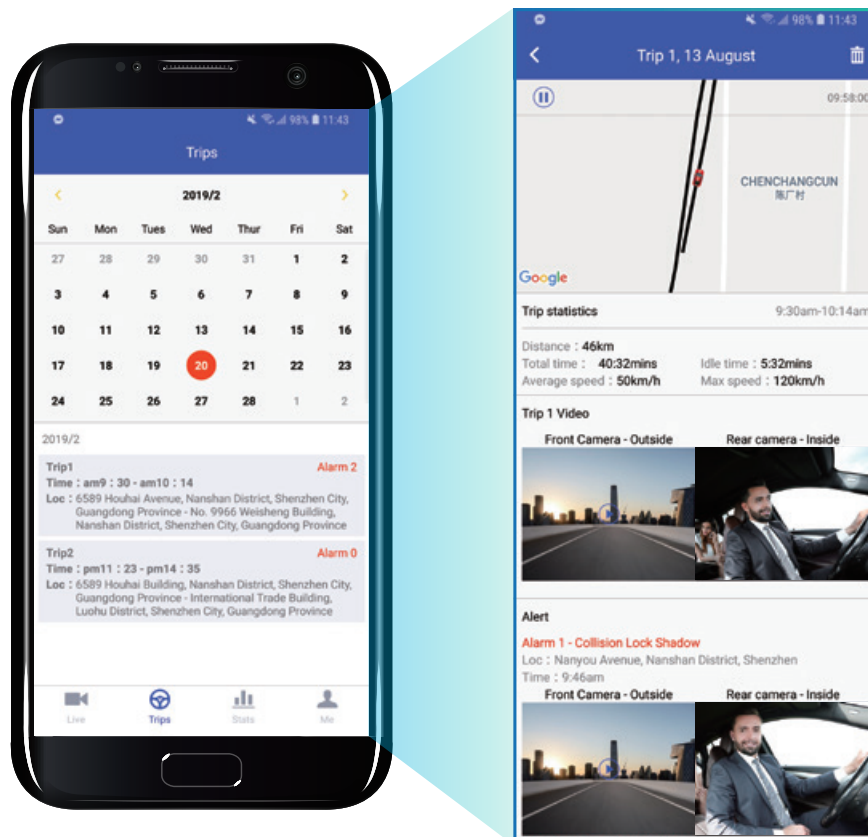 98% 11:43
Trips
2019/2
Sun Mon Tues Wed Thur Fri Sat
27 28 29 30 31 1 2
3 4 5 6 7 8 9
10 11 12 13 14 15 16
17 18 19 20 21 22 23
24 25 26 27 28 1 2
2019/2
Trip1 Alarm 2
Time : am9 : 30 - am10 : 14
Loc : 6589 Houhai Avenue, Nanshan District, Shenzhen City,
Guangdong Province - No. 9966 Weisheng Building,
Nanshan District, Shenzhen City, Guangdong Province
Trip2 Alarm 0
Time : pm11 : 23 - pm14 : 35
Loc : 6589 Houhai Building, Nanshan District, Shenzhen City,
Guangdong Province - International Trade Building,
Luohu District, Shenzhen City, Guangdong Province
Live Trips Stats Me
98% 11:43
Trip 1, 13 August
09:58:00
CHENCHANGCUN
陈厂村
Google
Trip statistics 9:30am-10:14am
Distance : 46km
Total time : 40:32mins Idle time : 5:32mins
Average speed : 50km/h Max speed : 120km/h
Trip 1 Video
Front Camera - Outside Rear camera - Inside
Alert
Alarm 1 - Collision Lock Shadow
Loc : Nanyou Avenue, Nanshan District, Shenzhen
Time : 9:46am
Front Camera - Outside Rear camera - Inside